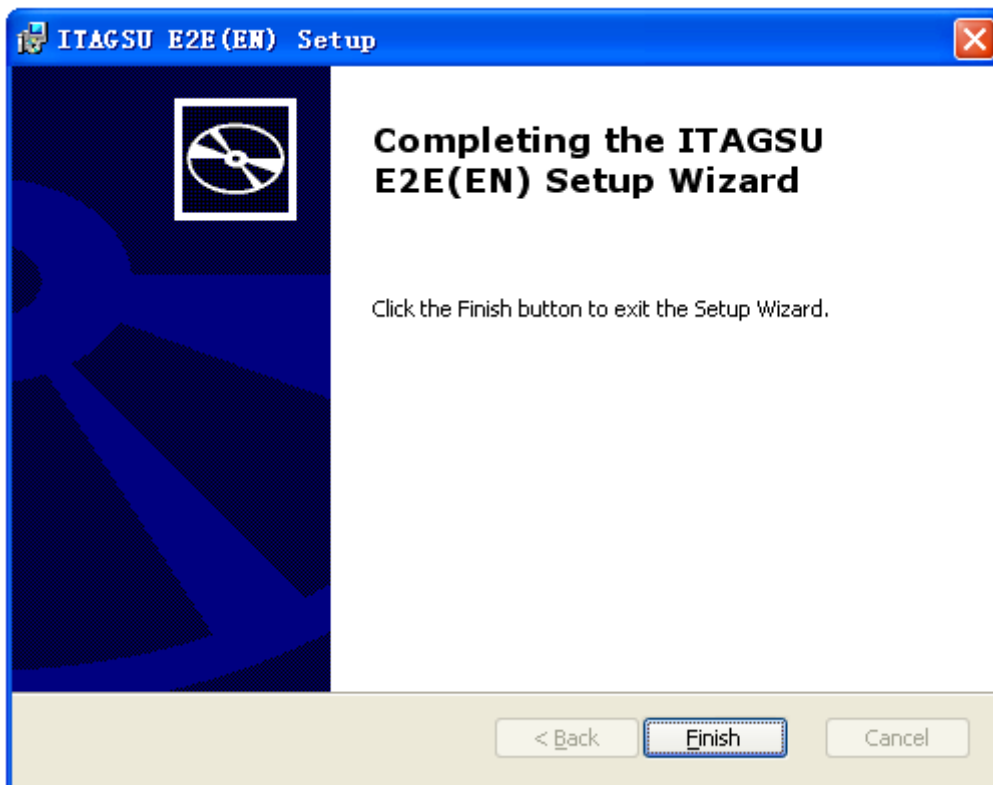 ITAGSU E2E(EN) Setup
Completing the ITAGSU
E2E(EN) Setup Wizard
Click the Finish button to exit the Setup Wizard.
< Back
Finish
Cancel